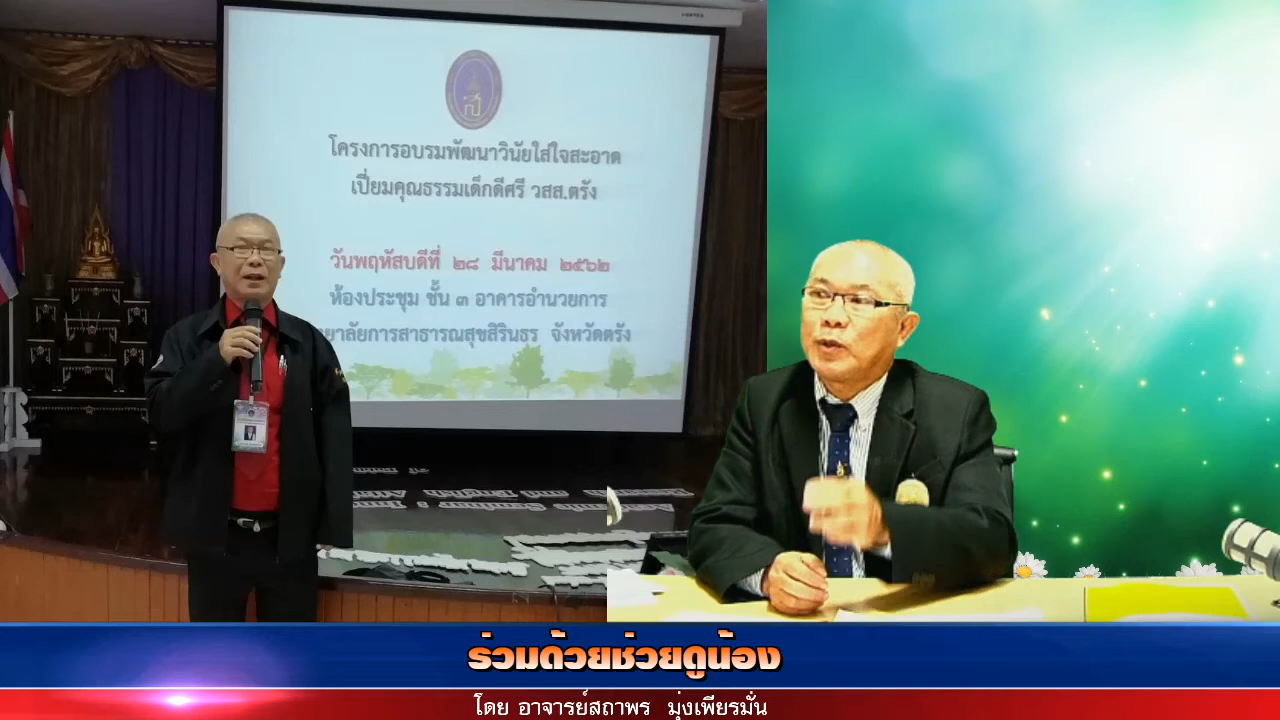 โครงการอบรมพัฒนาวินัยใส่ใจสะอาด
เปี่ยมคุณธรรมเด็กดีศรี วสส.ตรัง
วันพฤหัสบดีที่ ๒๘ มีนาคม ๒๕๖๒
ห้องประชุม ชั้น ๓ อาคารอำนวยการ
ยาลัยการสาธารณสุขสิรินธร จังหวัดตรัง
ร่วมด้วยช่วยดูน้อง
โดย อาจารย์สถาพร มุ่งเพียรมั่น